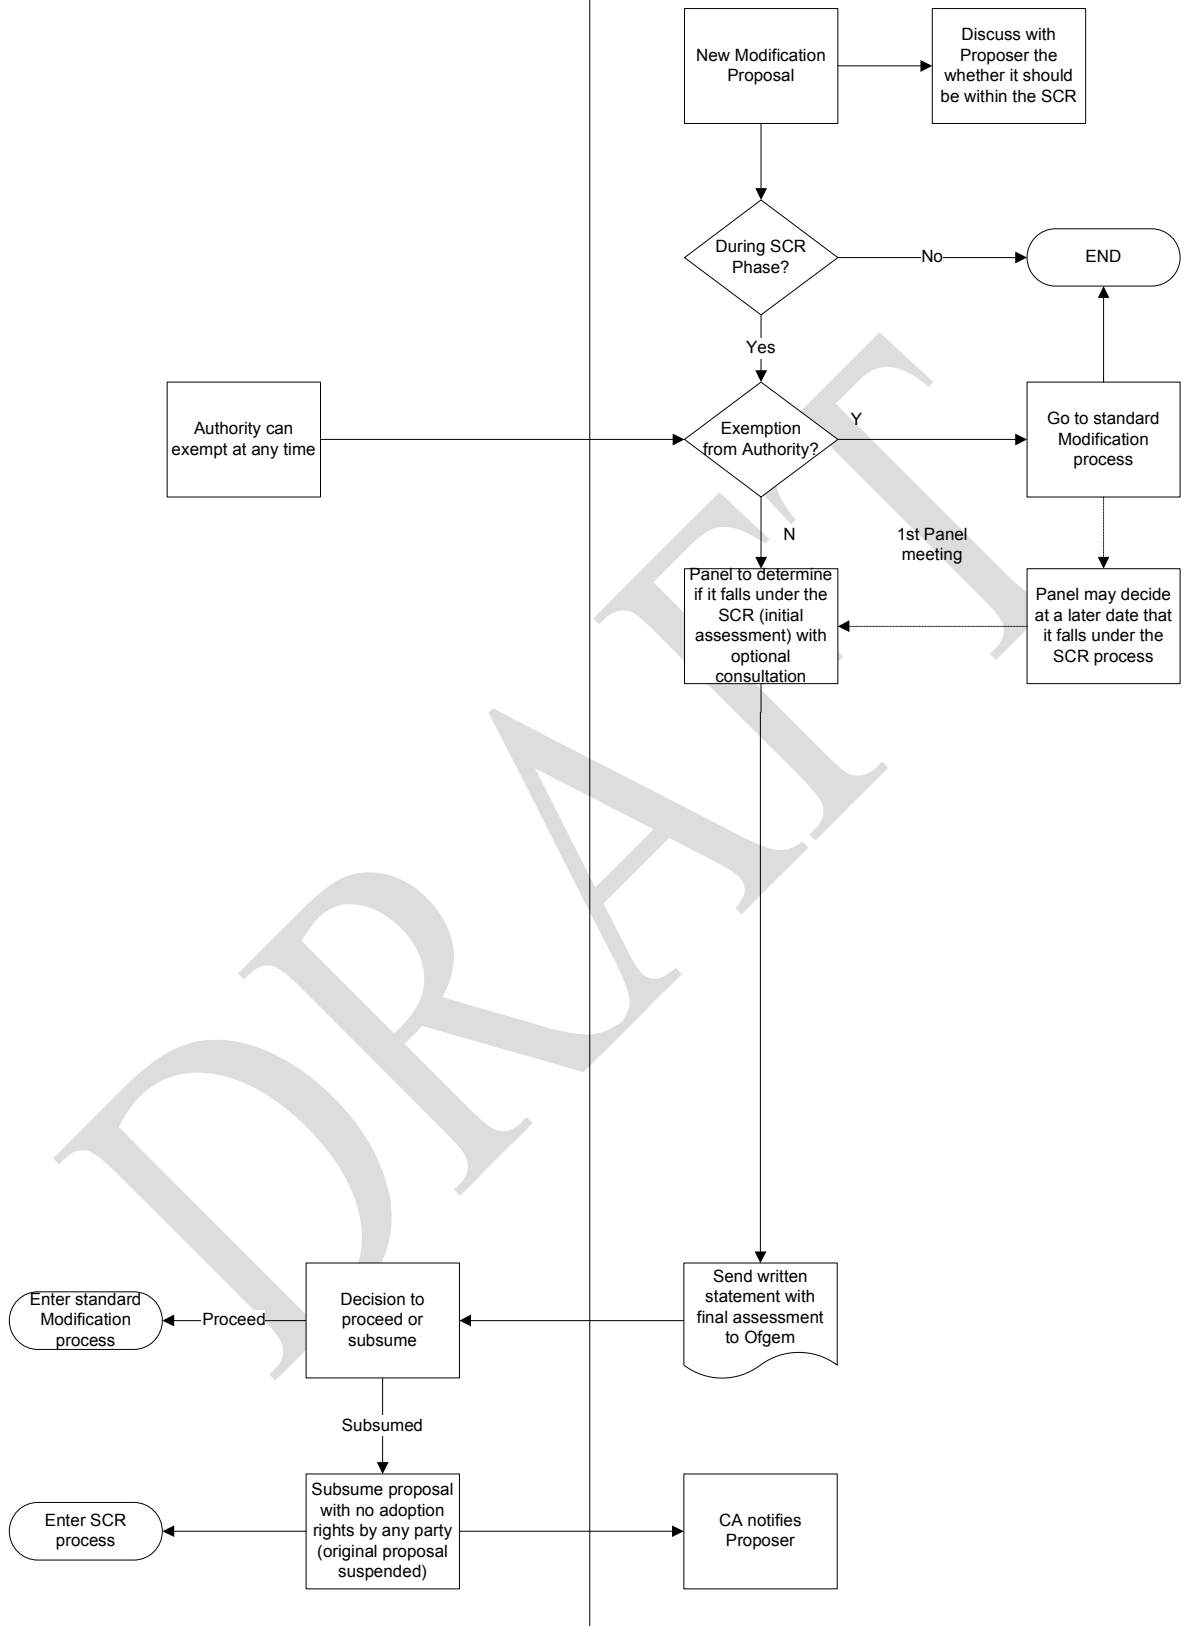 New Modification
Proposal
Discuss with
Proposer the
whether it should
be within the SCR
During SCR
Phase?
No
END
Yes
Authority can
exempt at any time
Exemption
from Authority?
Y
Go to standard
Modification
process
N
1st Panel
meeting
Panel to determine
if it falls under the
SCR (initial
assessment) with
optional
consultation
Panel may decide
at a later date that
it falls under the
SCR process
DRAFT
Enter standard
Modification
process
Proceed
Decision to
proceed or
subsume
Send written
statement with
final assessment
to Ofgem
Subsumed
Enter SCR
process
Subsume proposal
with no adoption
rights by any party
(original proposal
suspended)
CA notifies
Proposer